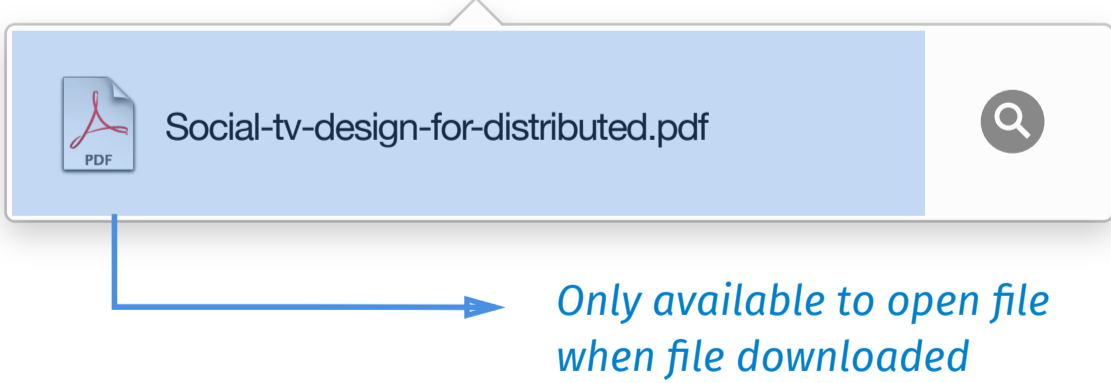 Social-tv-design-for-distributed.pdf
PDF
Only available to open file
when file downloaded